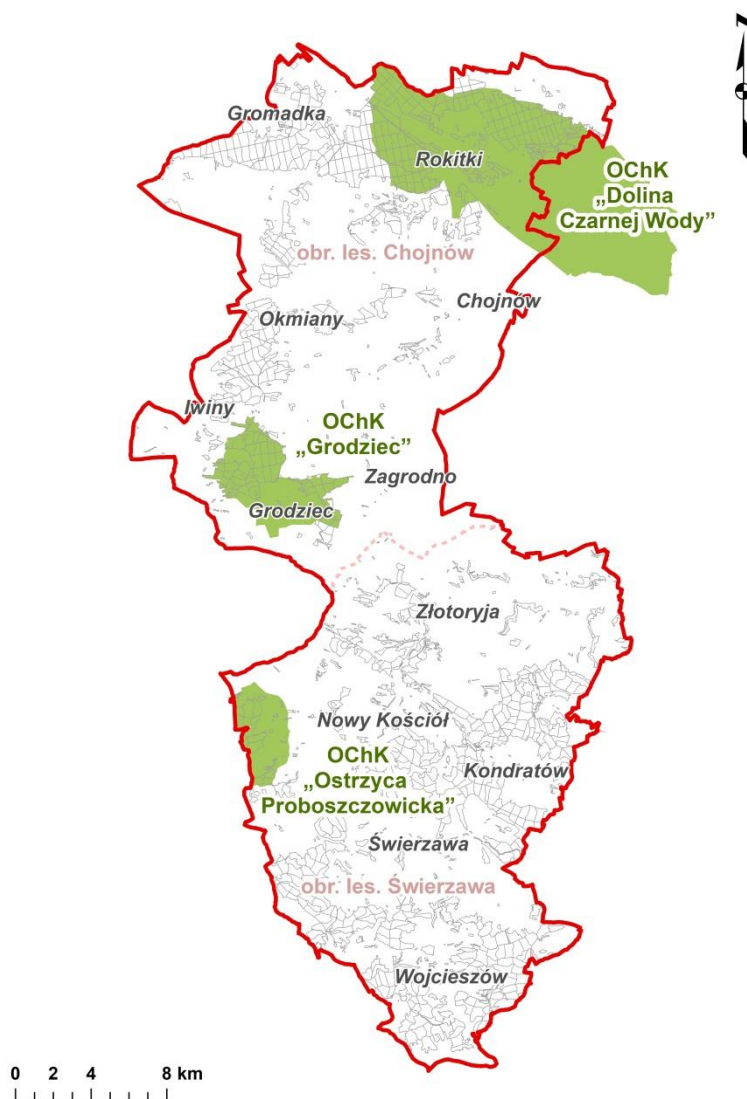 N
Gromadka
Rokitki
OChK
„Dolina
Czarnej Wody”
obr. les. Chojnów
Chojnów
Okmiany
Iwiny
OChK
„Grodziec”
Zagrodno
Grodziec
Złotoryja
Nowy Kościół
OChK
„Ostrzyca
Proboszczowicka”
Kondratów
Świerzawa
obr. les. Świerzawa
Wojcieszów
0 2 4 8 km